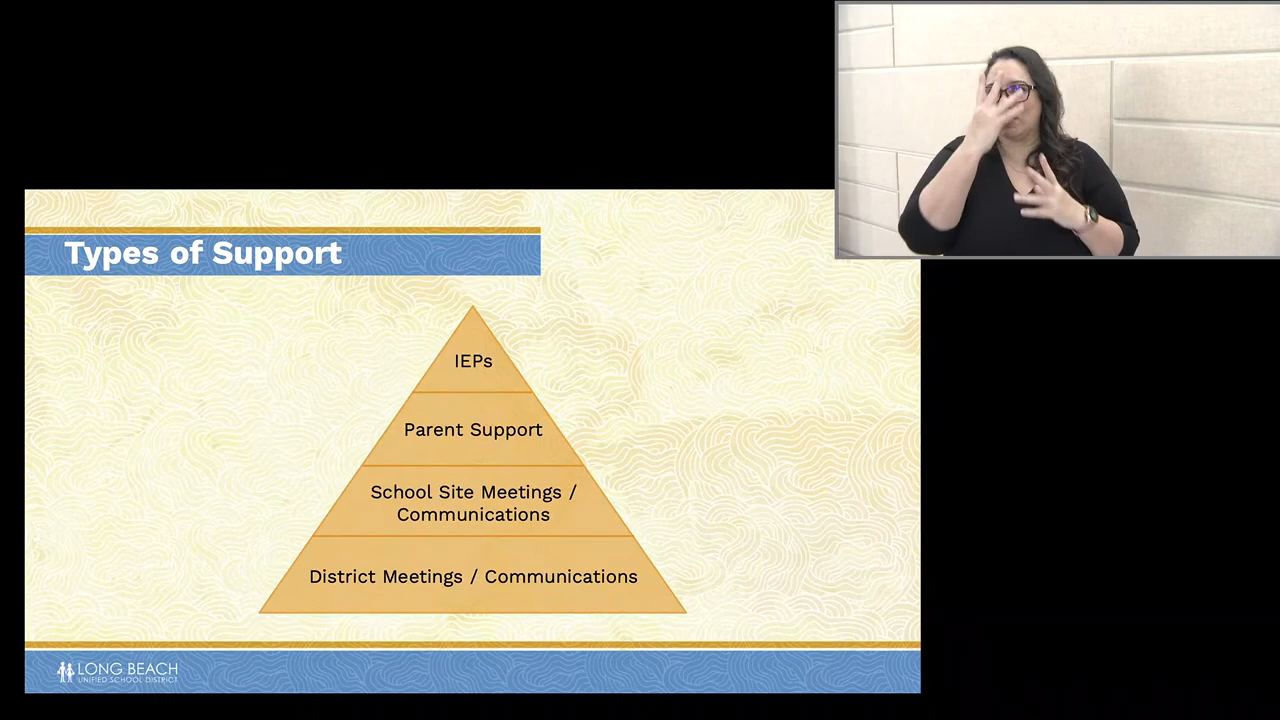 Types of Support
IEPs
Parent Support
School Site Meetings /
Communications
District Meetings / Communications
LONG BEACH
UNIFIED SCHOOL DISTRICT